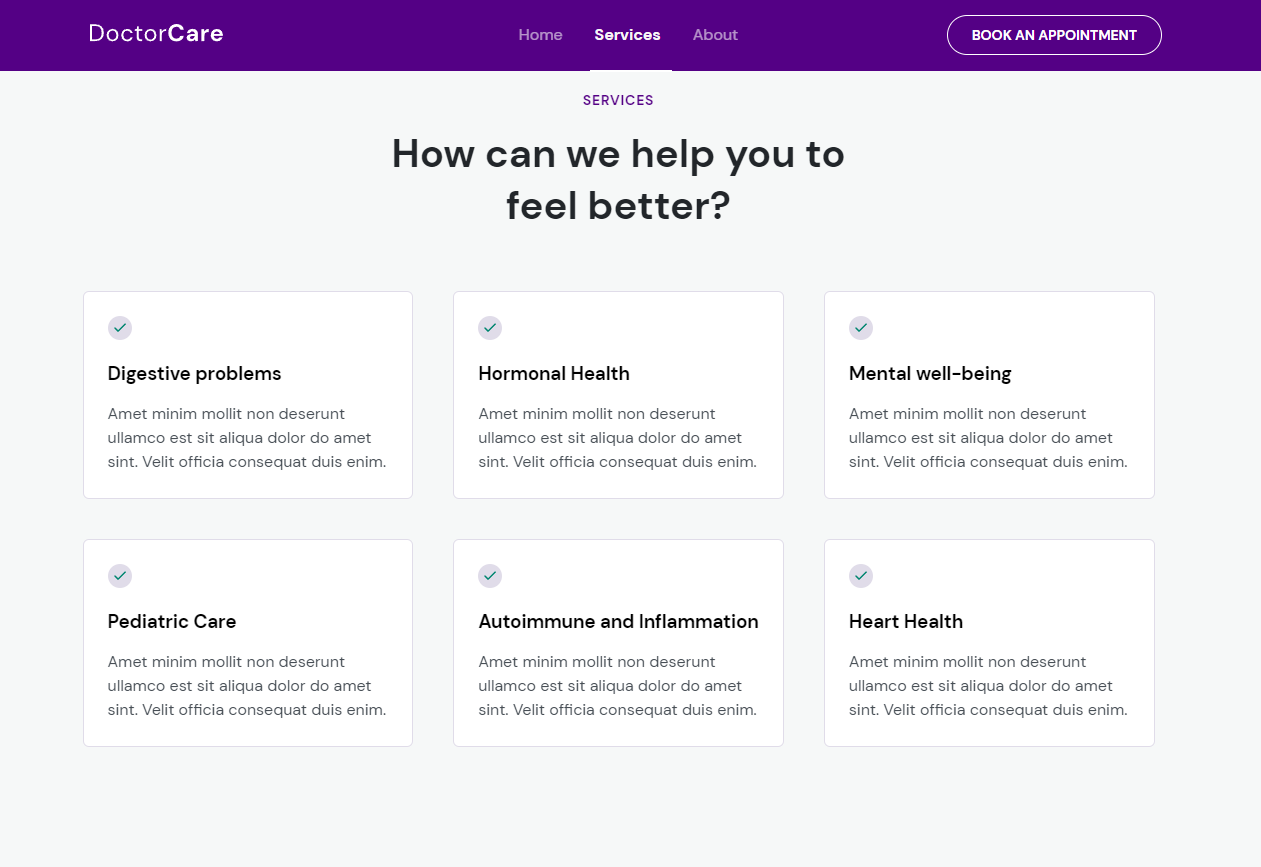 DoctorCare
Home
Services
About
BOOK AN APPOINTMENT
SERVICES
How can we help you to
feel better?
Digestive problems
Amet minim mollit non deserunt
ullamco est sit aliqua dolor do amet
sint. Velit officia consequat duis enim.
Hormonal Health
Amet minim mollit non deserunt
ullamco est sit aliqua dolor do amet
sint. Velit officia consequat duis enim.
Mental well-being
Amet minim mollit non deserunt
ullamco est sit aliqua dolor do amet
sint. Velit officia consequat duis enim.
Pediatric Care
Amet minim mollit non deserunt
ullamco est sit aliqua dolor do amet
sint. Velit officia consequat duis enim.
Autoimmune and Inflammation
Amet minim mollit non deserunt
ullamco est sit aliqua dolor do amet
sint. Velit officia consequat duis enim.
Heart Health
Amet minim mollit non deserunt
ullamco est sit aliqua dolor do amet
sint. Velit officia consequat duis enim.